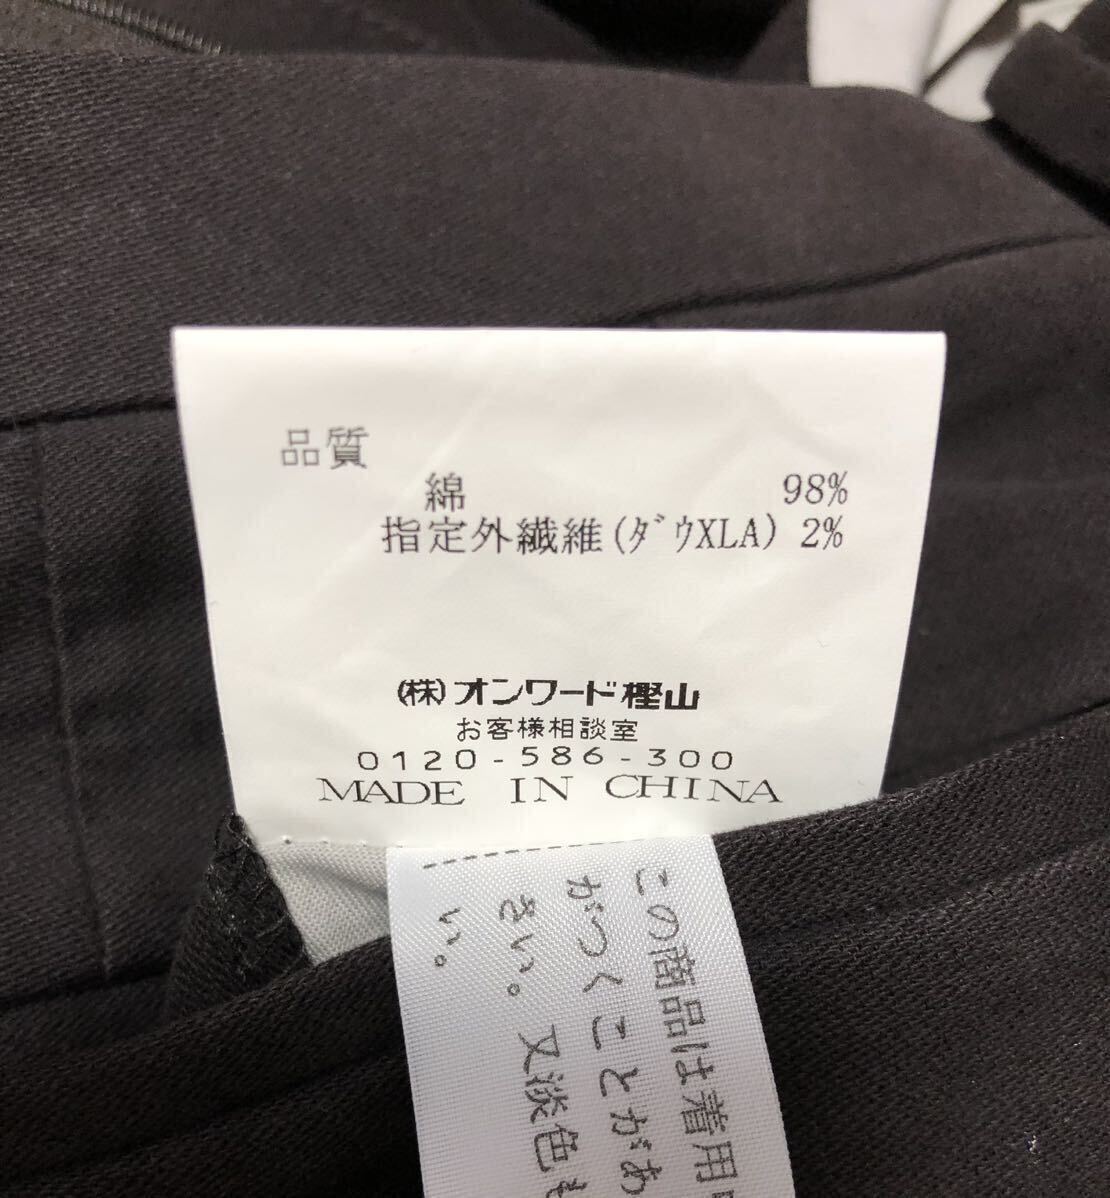 品質
綿 98%
指定外繊維(ﾀﾞｳXLA) 2%
(株)オンワード樫山
お客様相談室
0120-586-300
MADE IN CHINA
この商品は着用
がつくことがあ
さい。又淡色も
い。